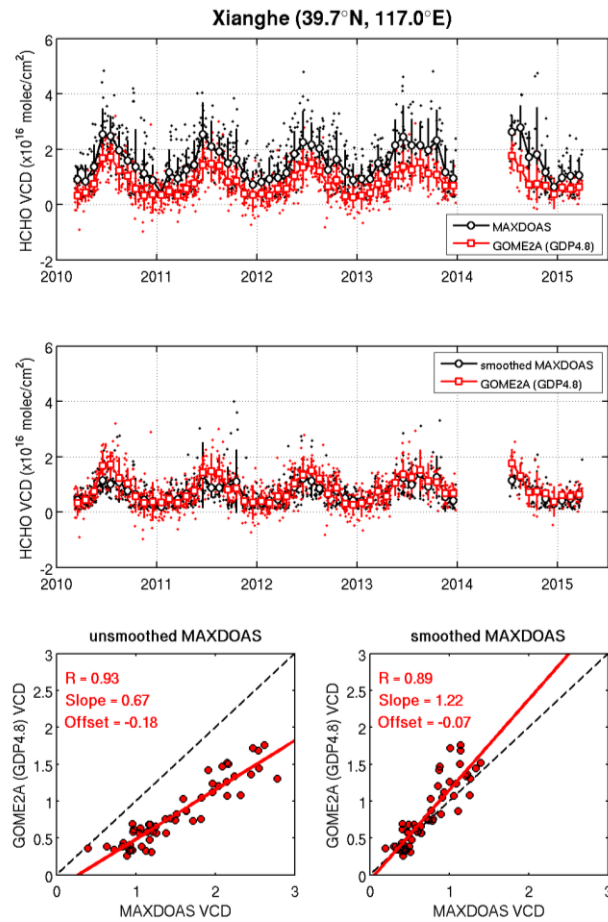 Xianghe (39.7°N, 117.0°E)
HCHO VCD (x10¹⁶ molec/cm²)
6
4
2
0
-2
MAXDOAS
GOME2A (GDP4.8)
2010 2011 2012 2013 2014 2015
HCHO VCD (x10¹⁶ molec/cm²)
6
4
2
0
-2
smoothed MAXDOAS
GOME2A (GDP4.8)
2010 2011 2012 2013 2014 2015
unsmoothed MAXDOAS
GOME2A (GDP4.8) VCD
3
2.5
2
1.5
1
0.5
0
R = 0.93
Slope = 0.67
Offset = -0.18
0 1 2 3
MAXDOAS VCD
smoothed MAXDOAS
GOME2A (GDP4.8) VCD
3
2.5
2
1.5
1
0.5
0
R = 0.89
Slope = 1.22
Offset = -0.07
0 1 2 3
MAXDOAS VCD